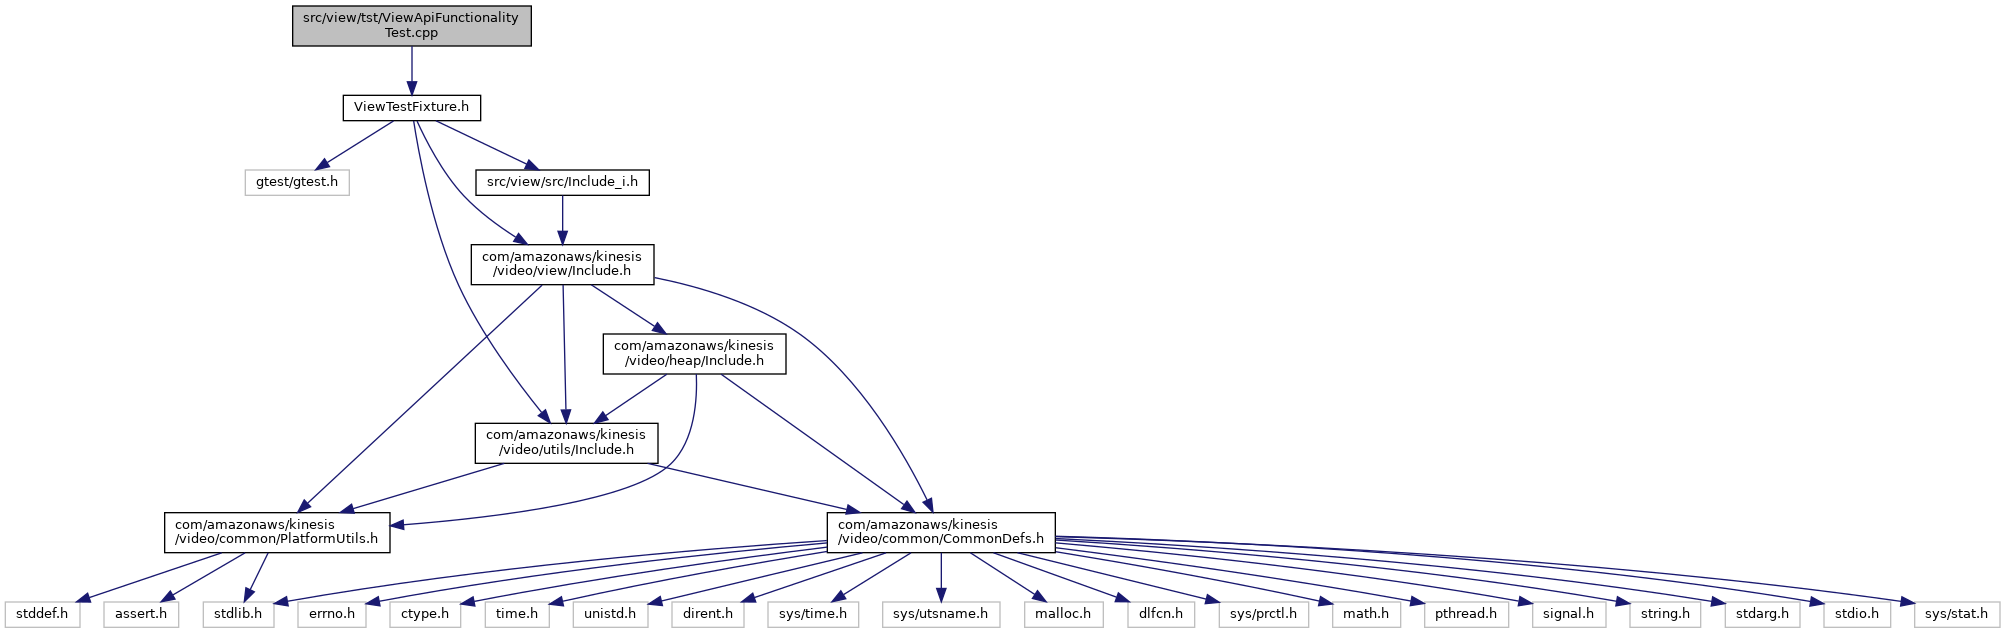 src/view/tst/ViewApiFunctionality
Test.cpp
ViewTestFixture.h
gtest/gtest.h
src/view/src/Include_i.h
com/amazonaws/kinesis
/video/view/Include.h
com/amazonaws/kinesis
/video/heap/Include.h
com/amazonaws/kinesis
/video/utils/Include.h
com/amazonaws/kinesis
/video/common/PlatformUtils.h
com/amazonaws/kinesis
/video/common/CommonDefs.h
stddef.h
assert.h
stdlib.h
errno.h
ctype.h
time.h
unistd.h
dirent.h
sys/time.h
sys/utsname.h
malloc.h
dlfcn.h
sys/prctl.h
math.h
pthread.h
signal.h
string.h
stdarg.h
stdio.h
sys/stat.h